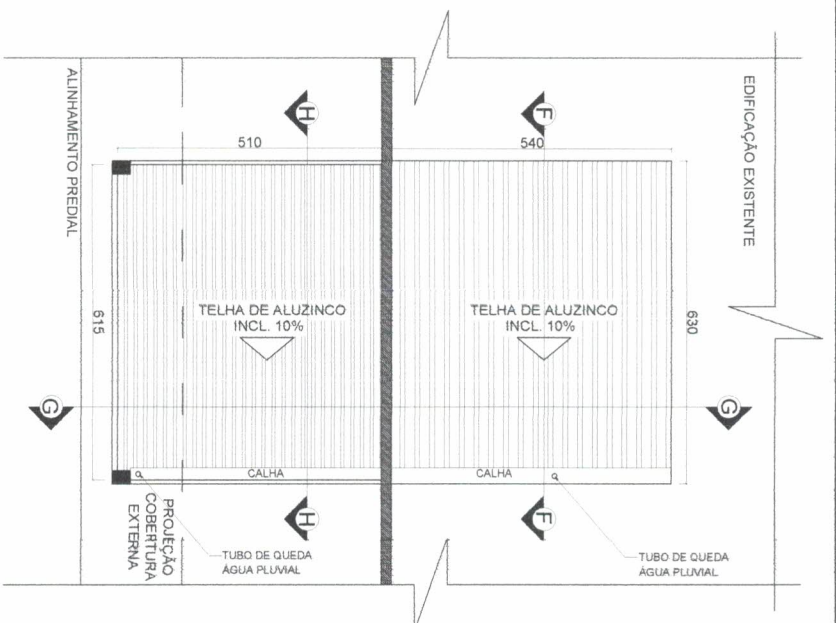 EDIFICAÇÃO EXISTENTE
ALINHAMENTO PREDIAL
H
F
510
540
615
630
TELHA DE ALUZINCO
INCL. 10%
TELHA DE ALUZINCO
INCL. 10%
G
G
CALHA
CALHA
H
F
PROJEÇÃO
COBERTURA
EXTERNA
TUBO DE QUEDA
ÁGUA PLUVIAL
TUBO DE QUEDA
ÁGUA PLUVIAL